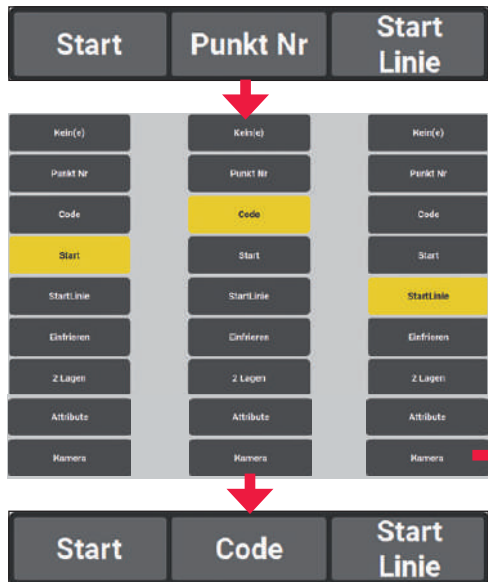 Start Punkt Nr Start
Linie
Kein(e) Kein(e) Kein(e)
Punkt Nr Punkt Nr Punkt Nr
Code Code Code
Start Start Start
StartLinie StartLinie StartLinie
Einfrieren Einfrieren Einfrieren
2 Lagen 2 Lagen 2 Lagen
Attribute Attribute Attribute
Kamera Kamera Kamera
Start Code Start
Linie